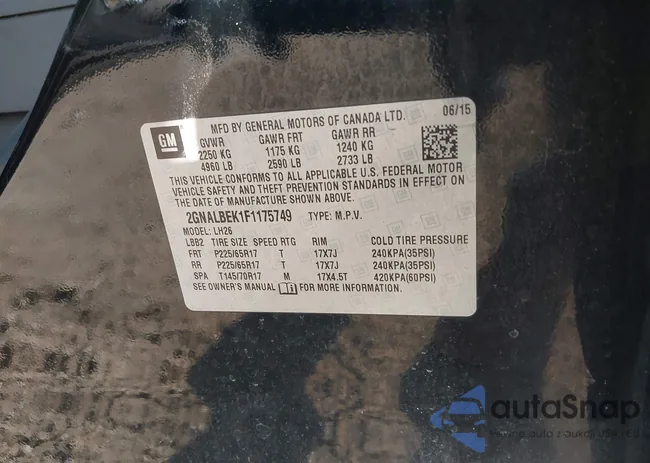 MFD BY GENERAL MOTORS OF CANADA LTD. 06/15
GM
GVWR GAWR FRT GAWR RR
2250 KG 1175 KG 1240 KG
4960 LB 2590 LB 2733 LB
THIS VEHICLE CONFORMS TO ALL APPLICABLE U.S. FEDERAL MOTOR
VEHICLE SAFETY AND THEFT PREVENTION STANDARDS IN EFFECT ON
THE DATE OF MANUFACTURE SHOWN ABOVE.
2GNALBEK1F1175749 TYPE: M.P.V.
MODEL: LH26
LBB2 TIRE SIZE SPEED RTG RIM COLD TIRE PRESSURE
FRT P225/65R17 T 17X7J 240KPA(35PSI)
RR P225/65R17 T 17X7J 240KPA(35PSI)
SPA T145/70R17 M 17X4.5T 420KPA(60PSI)
SEE OWNER'S MANUAL FOR MORE INFORMATION.
autaSnap